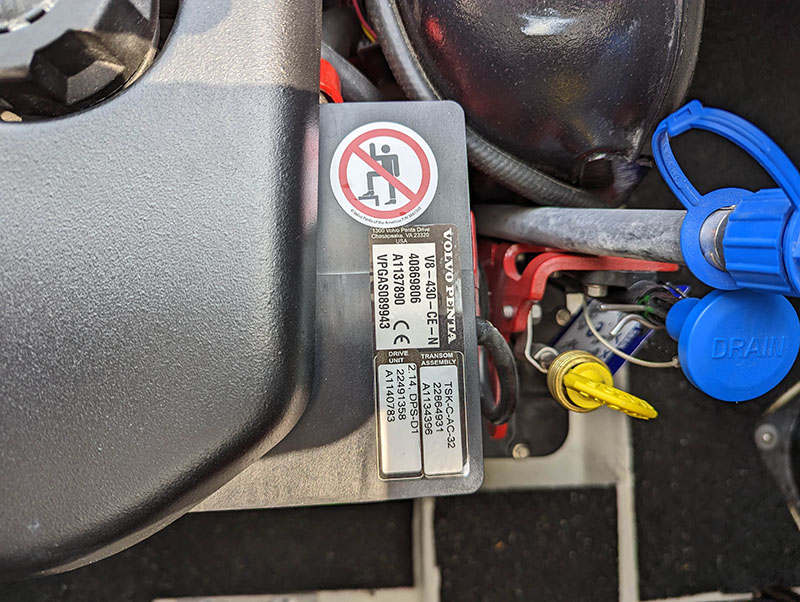 1300 Volvo Penta Drive
Chesapeake, VA 23320
USA
VOLVO PENTA
V8-430-CE-N
40869806
A1137890
VPGAS089943
CE
TRANSOM
ASSEMBLY
TSK-C-AC-32
22864931
A1134396
DRIVE
UNIT
2.14, DPS-D1
22491358
A1140783
DRAIN